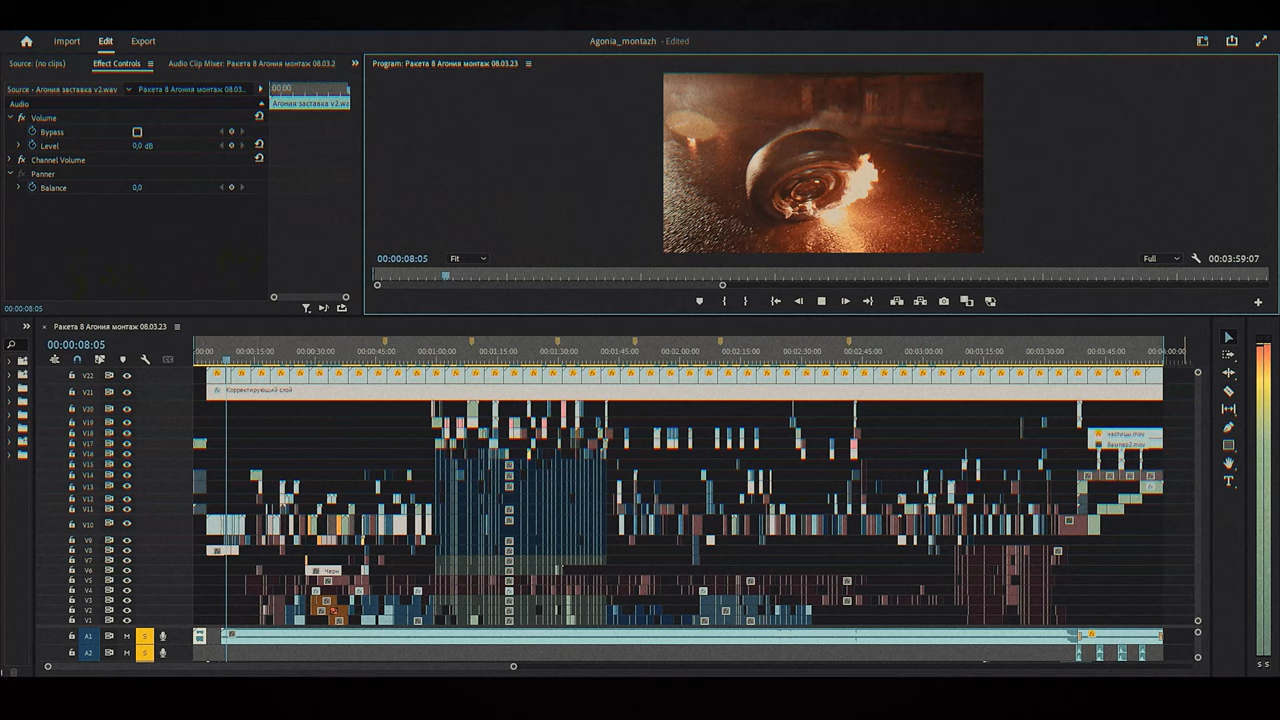 Import Edit Export
Agonia_montazh - Edited
Source: (no clips) Effect Controls Audio Clip Mixer: Ракета 8 Агония монтаж 08.03.2
Program: Ракета 8 Агония монтаж 08.03.23
Source - Агония заставка v2.wav Ракета 8 Агония монтаж 08.03...
:00:00
Audio
Агония заставка v2.wa
fx Volume
Bypass
Level 0,0 dB
fx Channel Volume
fx Panner
Balance 0,0
00:00:08:05 Fit Full 00:03:59:07
00:00:08:05
× Ракета 8 Агония монтаж 08.03.23
00:00:08:05
:00:00 00:00:15:00 00:00:30:00 00:00:45:00 00:01:00:00 00:01:15:00 00:01:30:00 00:01:45:00 00:02:00:00 00:02:15:00 00:02:30:00 00:02:45:00 00:03:00:00 00:03:15:00 00:03:30:00 00:03:45:00 00:04:00:00
V22
V21 fx Корректирующий слой
V20
V19
V18 частицы.mov
V17 бампер2.mov
V16
V15
V14
V13
V12
V11
V10
V9
V8
V7
V6 Черн
V5
V4
V3
V2
V1
A1 M S
A2 M S
S S